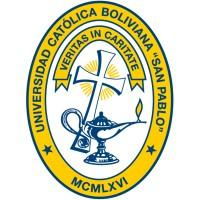 UNIVERSIDAD CATÓLICA BOLIVIANA "SAN PABLO"
VERITAS IN CARITATE
MCMLXVI